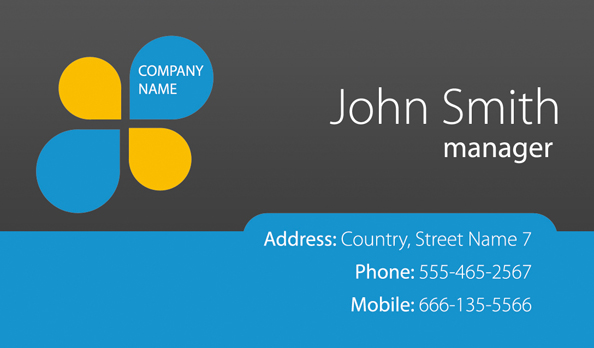 COMPANY
NAME
John Smith
manager
Address: Country, Street Name 7
Phone: 555-465-2567
Mobile: 666-135-5566